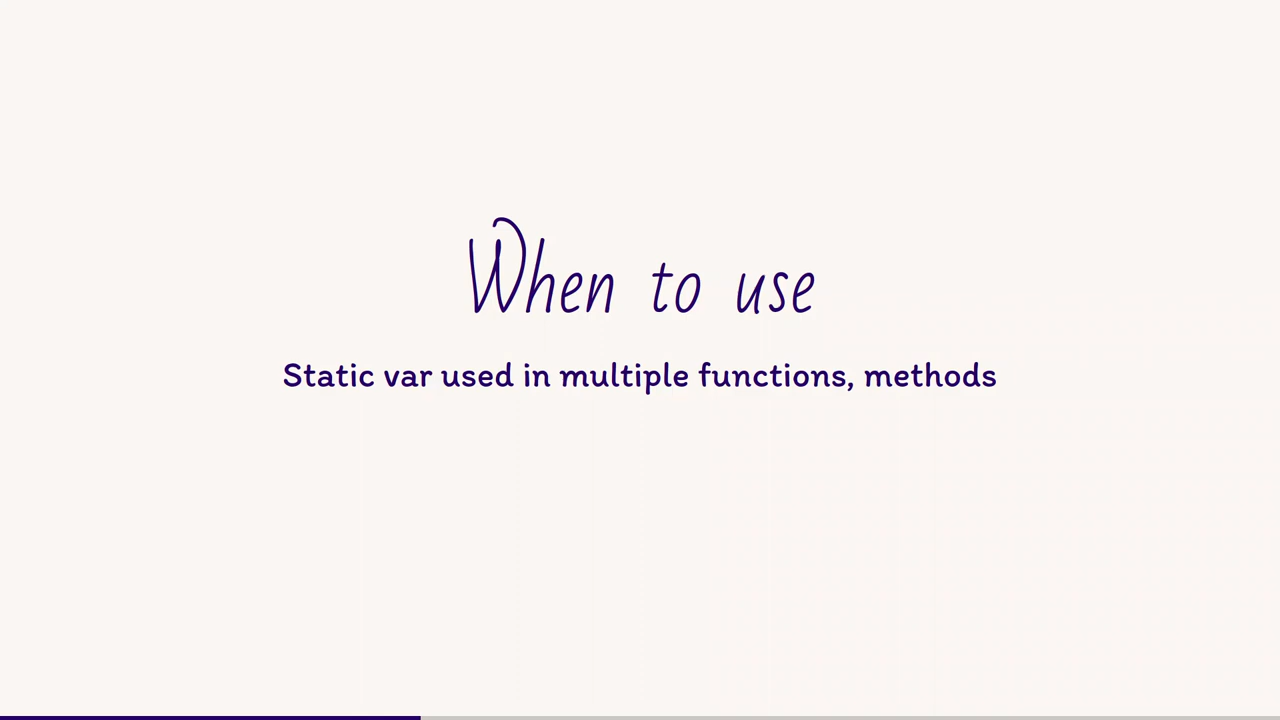 When to use
Static var used in multiple functions, methods